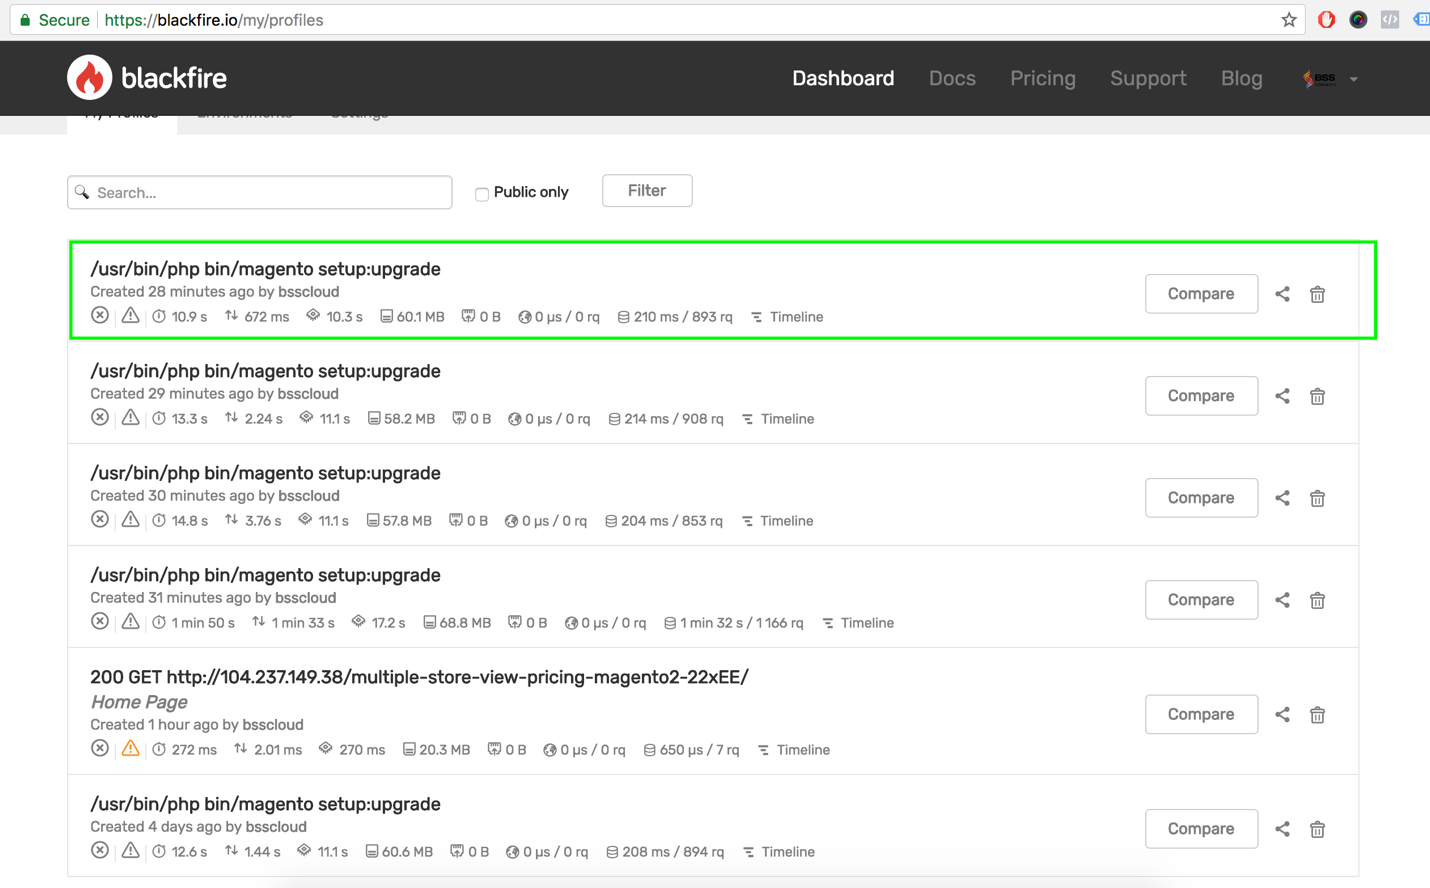 Secure https://blackfire.io/my/profiles
blackfire Dashboard Docs Pricing Support Blog BSS
My Profiles Environments Settings
Search... Public only Filter
/usr/bin/php bin/magento setup:upgrade
Created 28 minutes ago by bsscloud
10.9 s 672 ms 10.3 s 60.1 MB 0 B 0 µs / 0 rq 210 ms / 893 rq Timeline
Compare
/usr/bin/php bin/magento setup:upgrade
Created 29 minutes ago by bsscloud
13.3 s 2.24 s 11.1 s 58.2 MB 0 B 0 µs / 0 rq 214 ms / 908 rq Timeline
Compare
/usr/bin/php bin/magento setup:upgrade
Created 30 minutes ago by bsscloud
14.8 s 3.76 s 11.1 s 57.8 MB 0 B 0 µs / 0 rq 204 ms / 853 rq Timeline
Compare
/usr/bin/php bin/magento setup:upgrade
Created 31 minutes ago by bsscloud
1 min 50 s 1 min 33 s 17.2 s 68.8 MB 0 B 0 µs / 0 rq 1 min 32 s / 1 166 rq Timeline
Compare
200 GET http://104.237.149.38/multiple-store-view-pricing-magento2-22xEE/
Home Page
Created 1 hour ago by bsscloud
272 ms 2.01 ms 270 ms 20.3 MB 0 B 0 µs / 0 rq 650 µs / 7 rq Timeline
Compare
/usr/bin/php bin/magento setup:upgrade
Created 4 days ago by bsscloud
12.6 s 1.44 s 11.1 s 60.6 MB 0 B 0 µs / 0 rq 208 ms / 894 rq Timeline
Compare